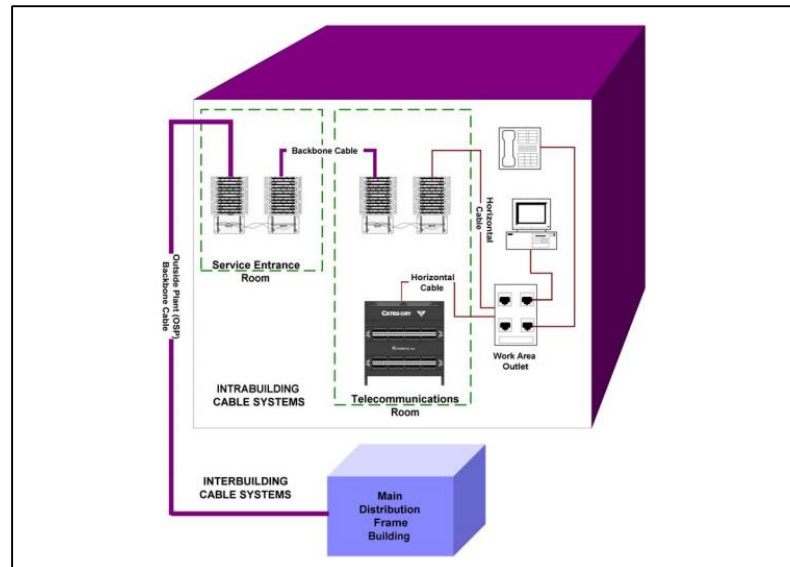 Backbone Cable
Horizontal
Cable
Outside Plant (OSP)
Backbone Cable
Service Entrance
Room
Horizontal
Cable
CATEGORY
Work Area
Outlet
INTRABUILDING
CABLE SYSTEMS
Telecommunications
Room
INTERBUILDING
CABLE SYSTEMS
Main
Distribution
Frame
Building